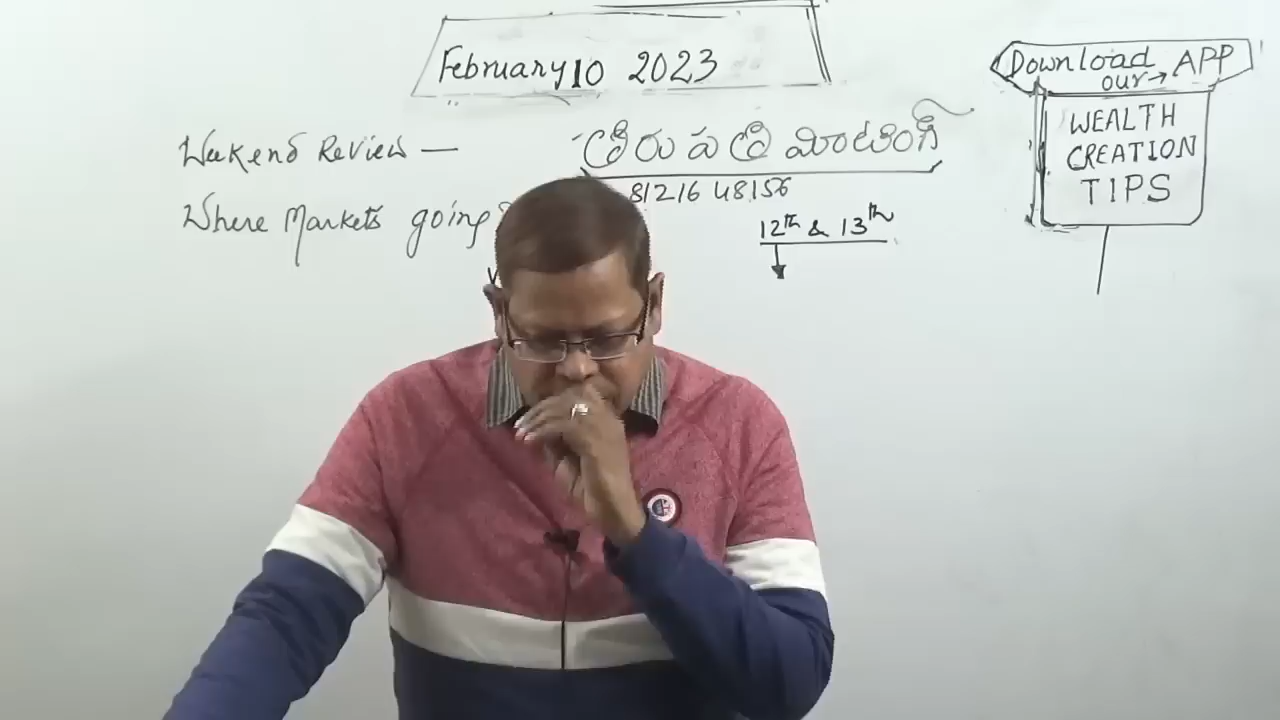 February 10 2023
Download
our → APP
WEALTH
CREATION
TIPS
Weekend Review —
తిరుపతి మీటింగ్
81216 48156
Where Markets going?
12th & 13th